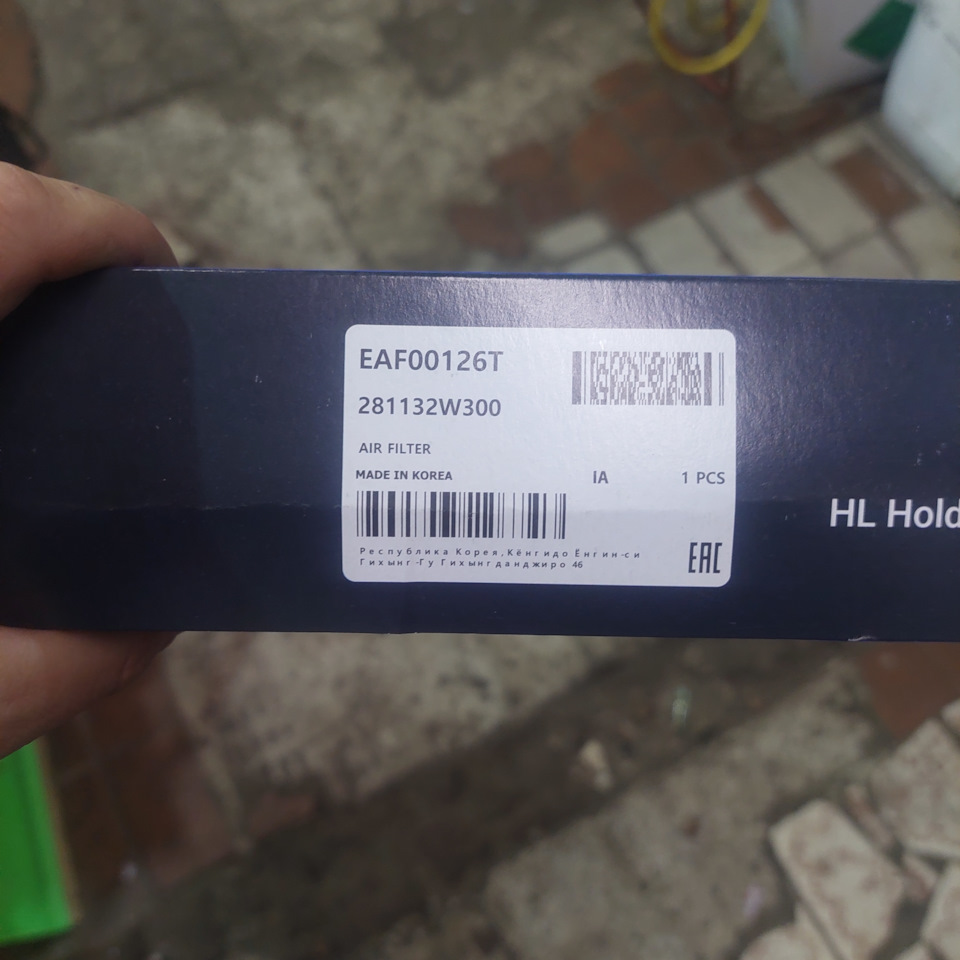 EAF00126T
281132W300
AIR FILTER
MADE IN KOREA IA 1 PCS
Республика Корея,Кёнгидо Ёнгин-си
Гихынг-Гу Гихынгданджиро 46
EAC
HL Hold